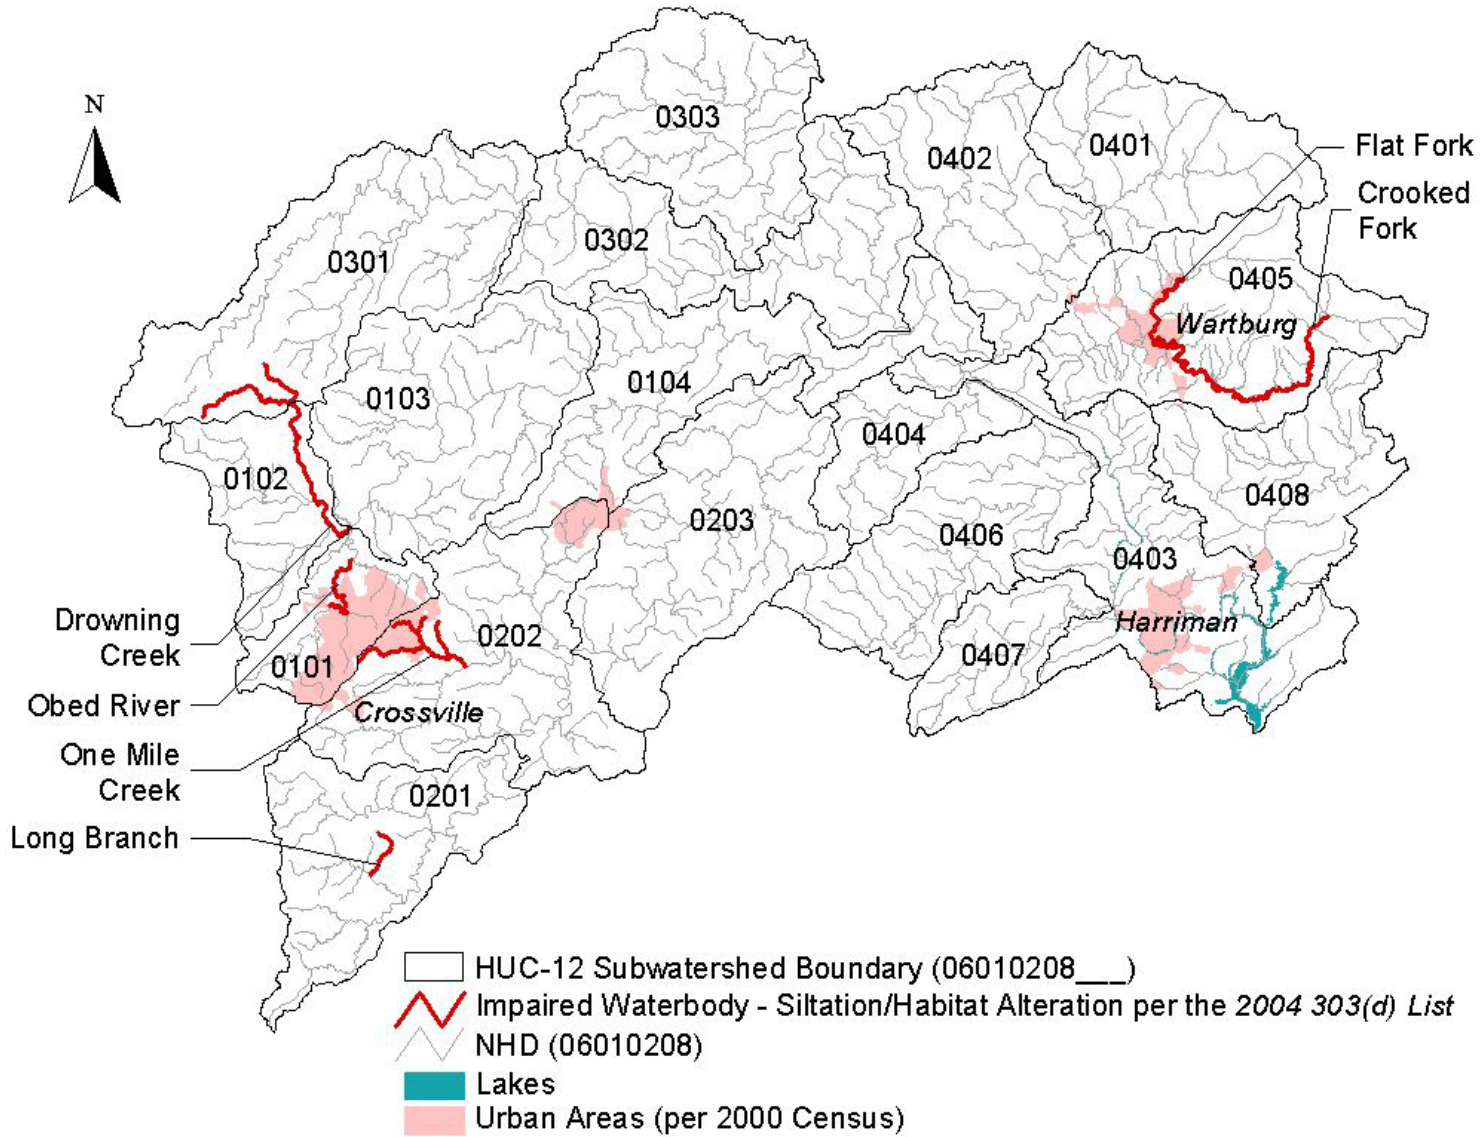 N
0303
0402
0401
Flat Fork
Crooked
Fork
0302
0301
0405
Wartburg
0103
0104
0404
0102
0203
0408
0406
0403
Drowning
Creek
0202
Harriman
0101
0407
Obed River
Crossville
One Mile
Creek
0201
Long Branch
HUC-12 Subwatershed Boundary (06010208___)
Impaired Waterbody - Siltation/Habitat Alteration per the 2004 303(d) List
NHD (06010208)
Lakes
Urban Areas (per 2000 Census)